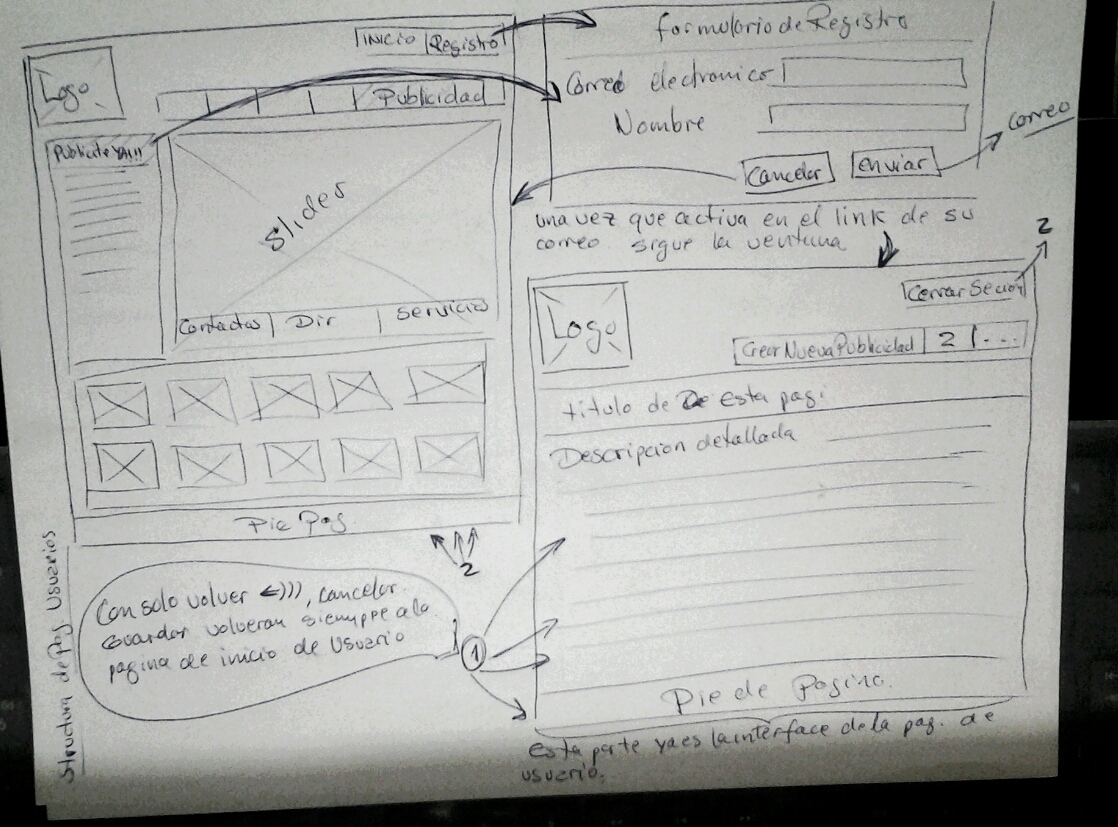 INICIO Registro
Logo
Publicidad
Publicite YA!!!
Slider
Contactos Dir Servicios
Pie Pag
2
Structura de Pag Usuarios
Con solo volver <-))), cancelar
Guardar volveran siempre a la
pagina de inicio de Usuario
1
formulario de Registro
Correo electronico
Nombre
Cancelar enviar
correo
una vez que activa en el link de su
correo sigue la ventana
2
Cerrar Secion
Logo
Crear Nueva Publicidad | 2 | ...
titulo de De esta pag:
Descripcion detallada
Pie de Pagina.
Esta parte ya es la interface de la pag. de
usuario.